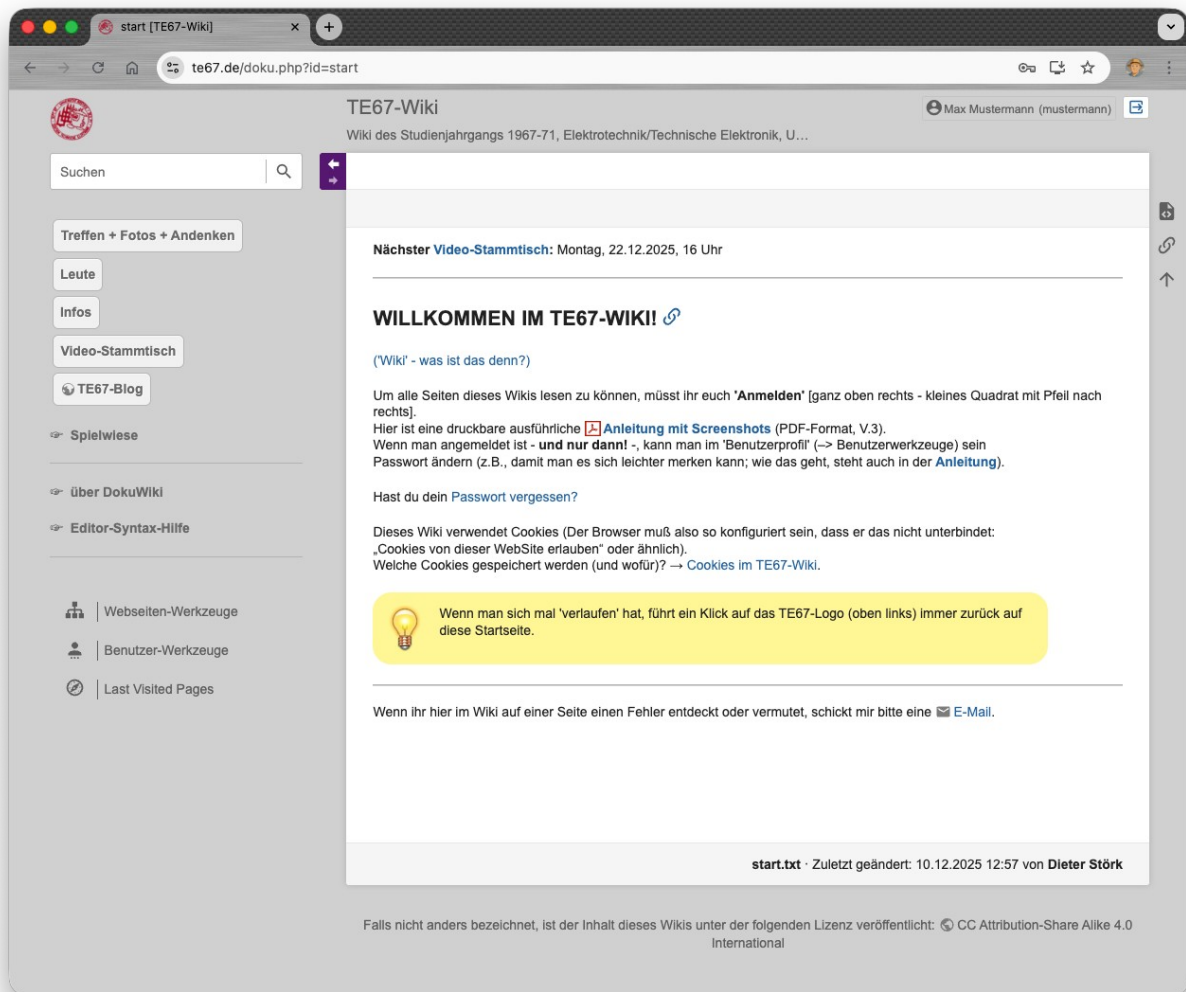 start [TE67-Wiki]
te67.de/doku.php?id=start
TE67-Wiki
Max Mustermann (mustermann)
Wiki des Studienjahrgangs 1967-71, Elektrotechnik/Technische Elektronik, U…
Suchen
Treffen + Fotos + Andenken
Leute
Infos
Video-Stammtisch
TE67-Blog
Spielwiese
über DokuWiki
Editor-Syntax-Hilfe
Webseiten-Werkzeuge
Benutzer-Werkzeuge
Last Visited Pages
Nächster Video-Stammtisch: Montag, 22.12.2025, 16 Uhr
WILLKOMMEN IM TE67-WIKI!
('Wiki' - was ist das denn?)
Um alle Seiten dieses Wikis lesen zu können, müsst ihr euch 'Anmelden' [ganz oben rechts - kleines Quadrat mit Pfeil nach
rechts].
Hier ist eine druckbare ausführliche Anleitung mit Screenshots (PDF-Format, V.3).
Wenn man angemeldet ist - und nur dann! -, kann man im 'Benutzerprofil' (–> Benutzerwerkzeuge) sein
Passwort ändern (z.B., damit man es sich leichter merken kann; wie das geht, steht auch in der Anleitung).
Hast du dein Passwort vergessen?
Dieses Wiki verwendet Cookies (Der Browser muß also so konfiguriert sein, dass er das nicht unterbindet:
„Cookies von dieser WebSite erlauben“ oder ähnlich).
Welche Cookies gespeichert werden (und wofür)? → Cookies im TE67-Wiki.
Wenn man sich mal 'verlaufen' hat, führt ein Klick auf das TE67-Logo (oben links) immer zurück auf
diese Startseite.
Wenn ihr hier im Wiki auf einer Seite einen Fehler entdeckt oder vermutet, schickt mir bitte eine E-Mail.
start.txt · Zuletzt geändert: 10.12.2025 12:57 von Dieter Störk
Falls nicht anders bezeichnet, ist der Inhalt dieses Wikis unter der folgenden Lizenz veröffentlicht: CC Attribution-Share Alike 4.0
International